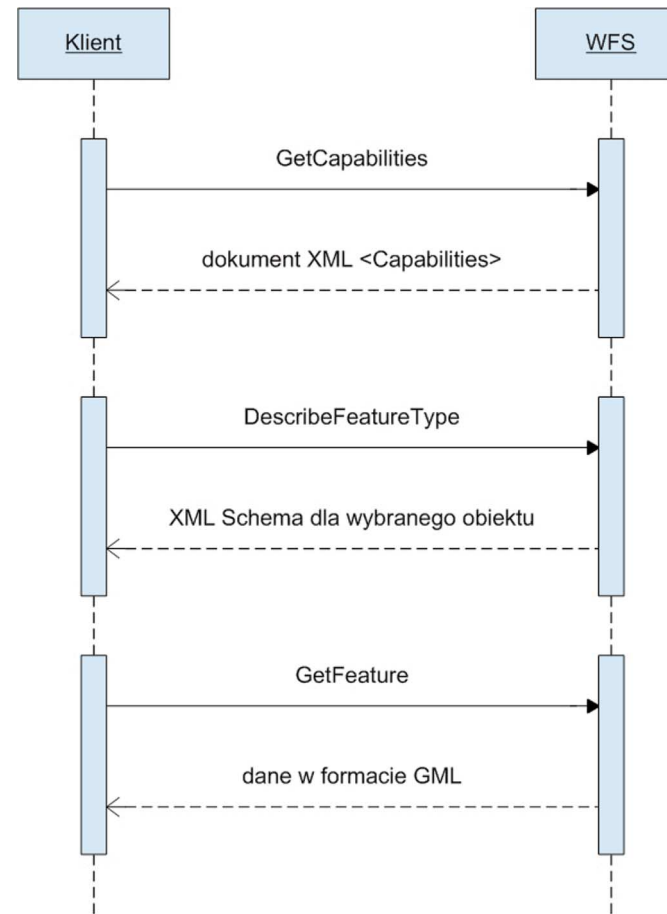 Klient
WFS
GetCapabilities
dokument XML <Capabilities>
DescribeFeatureType
XML Schema dla wybranego obiektu
GetFeature
dane w formacie GML